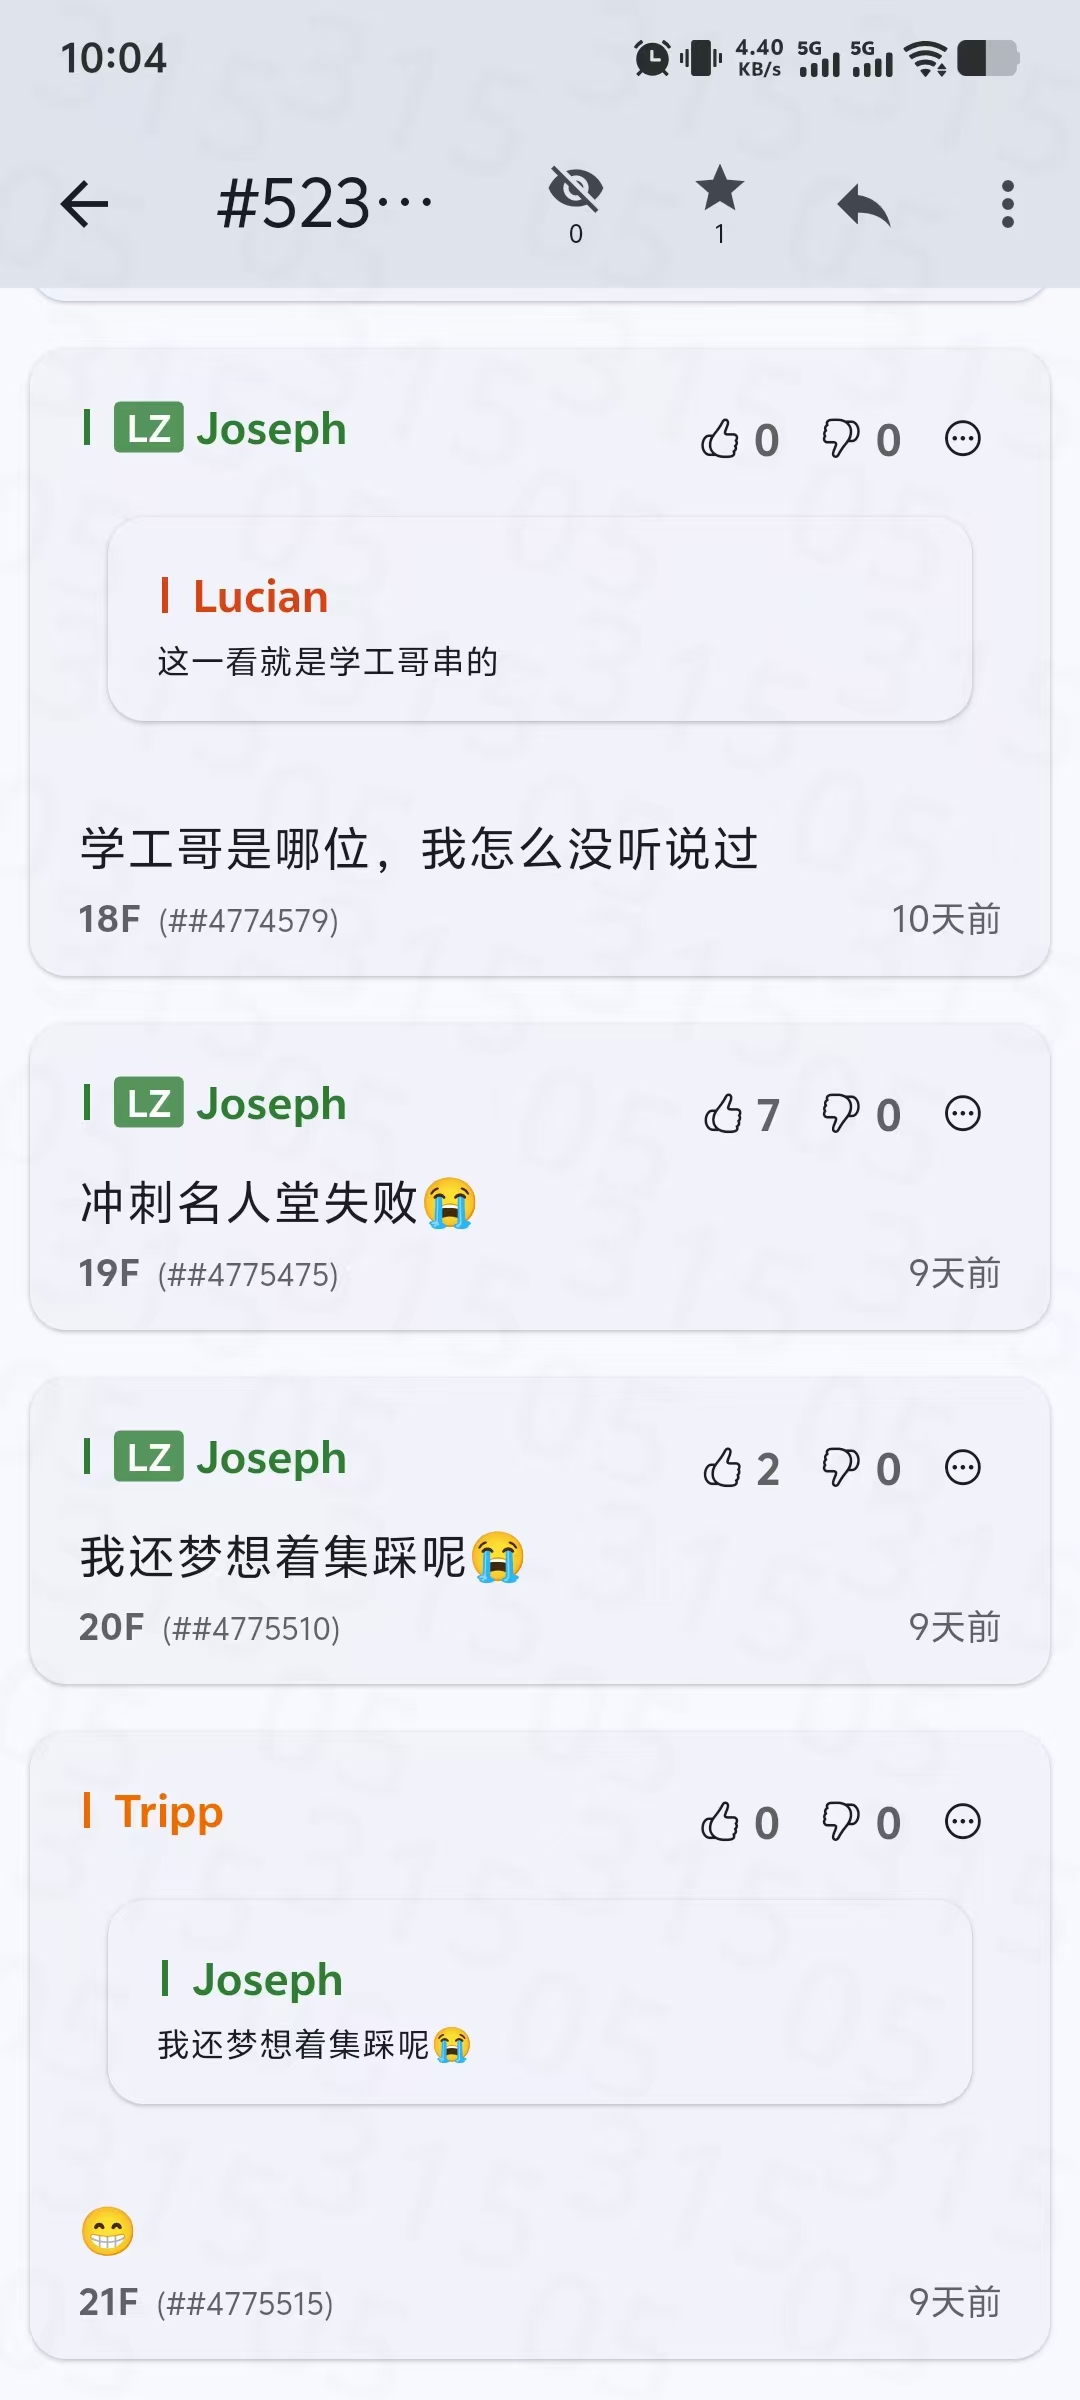 10:04
4.40 KB/s 5G 5G
#523···
0
1
LZ Joseph 0 0
Lucian
这一看就是学工哥串的
学工哥是哪位，我怎么没听说过
18F (##4774579) 10天前
LZ Joseph 7 0
冲刺名人堂失败😭
19F (##4775475) 9天前
LZ Joseph 2 0
我还梦想着集踩呢😭
20F (##4775510) 9天前
Tripp 0 0
Joseph
我还梦想着集踩呢😭
😁
21F (##4775515) 9天前